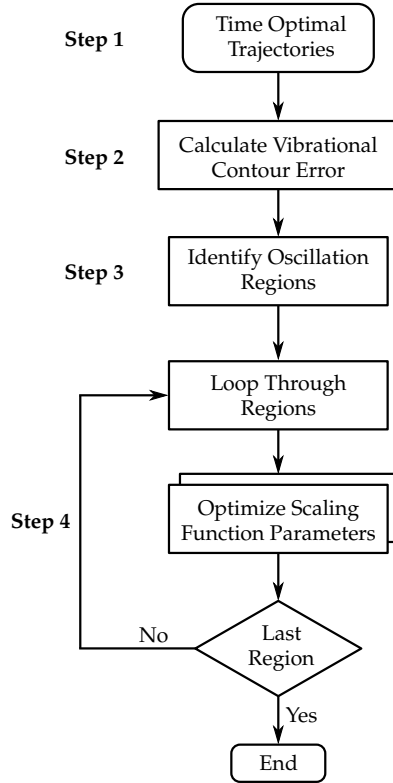 Step 1
Time Optimal
Trajectories
Step 2
Calculate Vibrational
Contour Error
Step 3
Identify Oscillation
Regions
Loop Through
Regions
Step 4
Optimize Scaling
Function Parameters
No
Last
Region
Yes
End